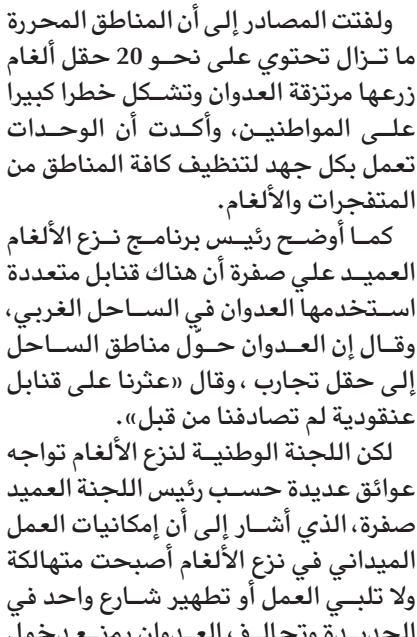 ولفتت المصادر إلى أن المناطق المحررة
ما تزال تحتوي على نحو 20 حقل ألغام
زرعها مرتزقة العدوان وتشكل خطرا كبيرا
على المواطنين، وأكدت أن الوحدات
تعمل بكل جهد لتنظيف كافة المناطق من
المتفجرات والألغام.
كما أوضح رئيس برنامج نزع الألغام
العميد علي صفرة أن هناك قنابل متعددة
استخدمها العدوان في الساحل الغربي،
وقال إن العدوان حوّل مناطق الساحل
إلى حقل تجارب ، وقال «عثرنا على قنابل
عنقودية لم تصادفنا من قبل».
لكن اللجنة الوطنية لنزع الألغام تواجه
عوائق عديدة حسب رئيس اللجنة العميد
صفرة، الذي أشار إلى أن إمكانيات العمل
الميداني في نزع الألغام أصبحت متهالكة
ولا تلبي العمل أو تطهير شارع واحد في
الحديدة وتحالف العدوان يمنع دخول